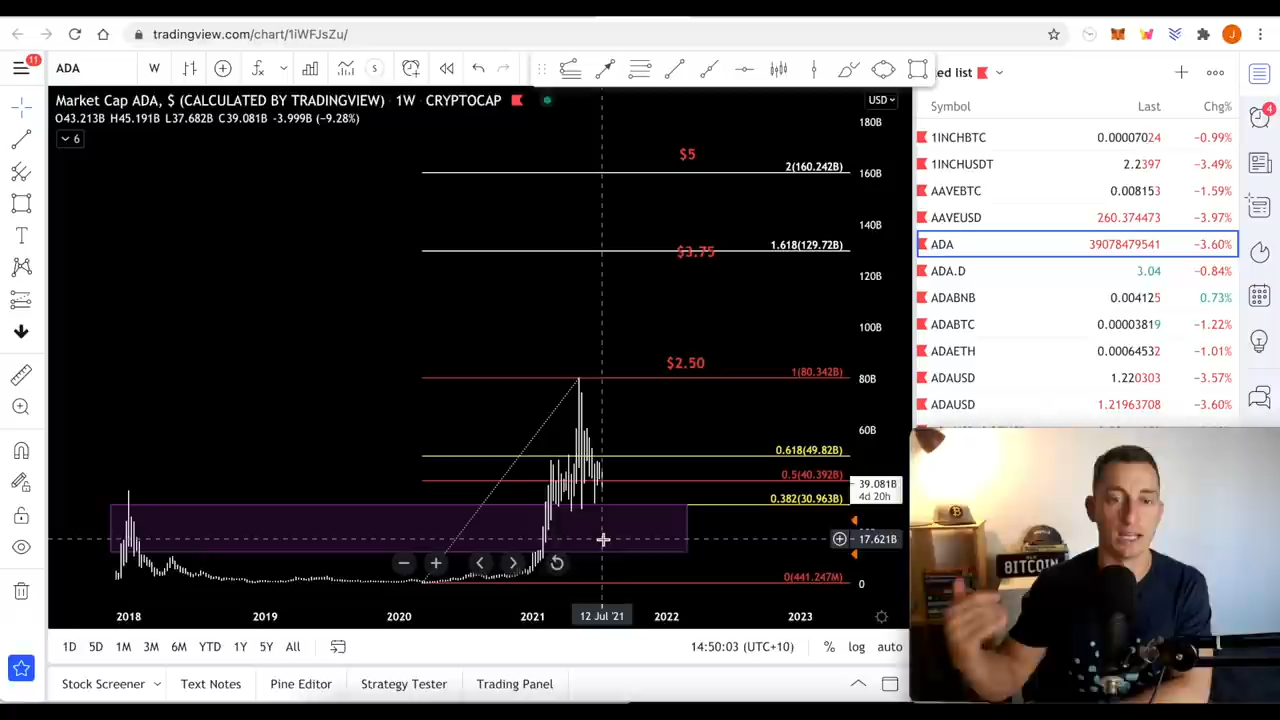 tradingview.com/chart/1iWFJsZu/
J
11
ADA
W
S
ed list
4
Market Cap ADA, $ (CALCULATED BY TRADINGVIEW) · 1W · CRYPTOCAP
USD
O43.213B H45.191B L37.682B C39.081B -3.999B (-9.28%)
6
Symbol Last Chg%
1INCHBTC 0.00007024 -0.99%
1INCHUSDT 2.2397 -3.49%
AAVEBTC 0.008153 -1.59%
AAVEUSD 260.374473 -3.97%
ADA 39078479541 -3.60%
ADA.D 3.04 -0.84%
ADABNB 0.004125 0.73%
ADABTC 0.00003819 -1.22%
ADAETH 0.00064532 -1.01%
ADAUSD 1.220303 -3.57%
ADAUSD 1.21963708 -3.60%
180B
$5
2(160.242B)
160B
140B
1.618(129.72B)
$3.75
120B
100B
$2.50
1(80.342B)
80B
60B
0.618(49.82B)
0.5(40.392B)
39.081B
4d 20h
0.382(30.963B)
17.621B
0(441.247M)
0
2018 2019 2020 2021 12 Jul '21 2022 2023
1D 5D 1M 3M 6M YTD 1Y 5Y All
14:50:03 (UTC+10) % log auto
Stock Screener Text Notes Pine Editor Strategy Tester Trading Panel
BITCOIN